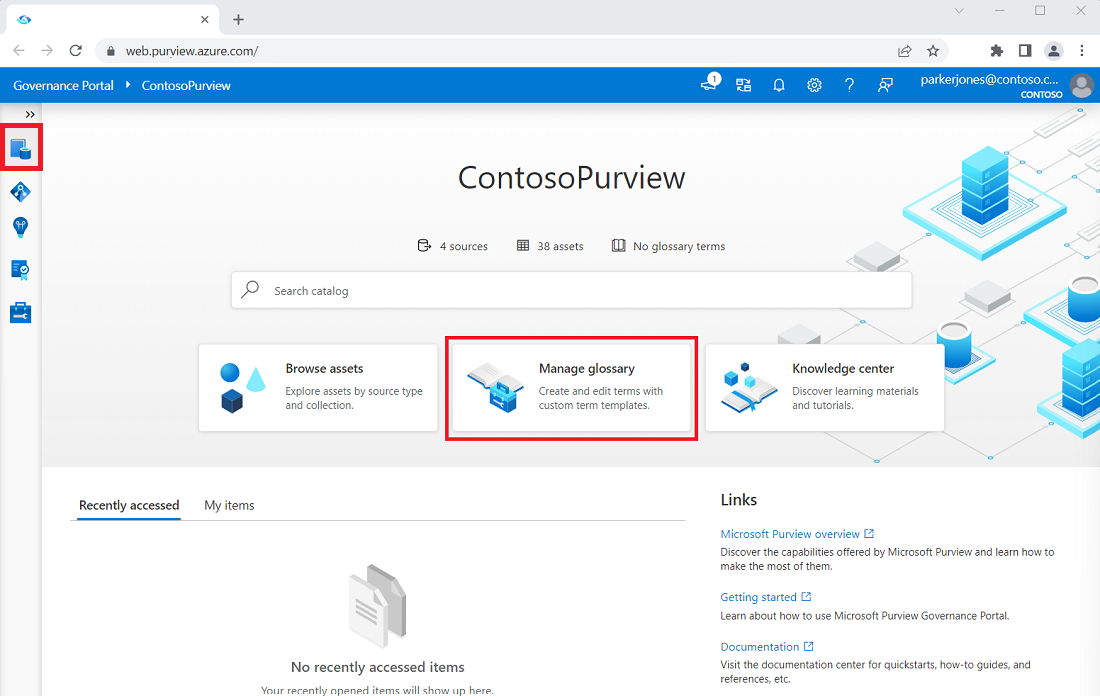 web.purview.azure.com/
Governance Portal ContosoPurview
1
parkerjones@contoso.c...
CONTOSO
ContosoPurview
4 sources 38 assets No glossary terms
Search catalog
Browse assets
Explore assets by source type
and collection.
Manage glossary
Create and edit terms with
custom term templates.
Knowledge center
Discover learning materials
and tutorials.
Recently accessed My items
No recently accessed items
Your recently opened items will show up here.
Links
Microsoft Purview overview
Discover the capabilities offered by Microsoft Purview and learn how to
make the most of them.
Getting started
Learn about how to use Microsoft Purview Governance Portal.
Documentation
Visit the documentation center for quickstarts, how-to guides, and
references, etc.